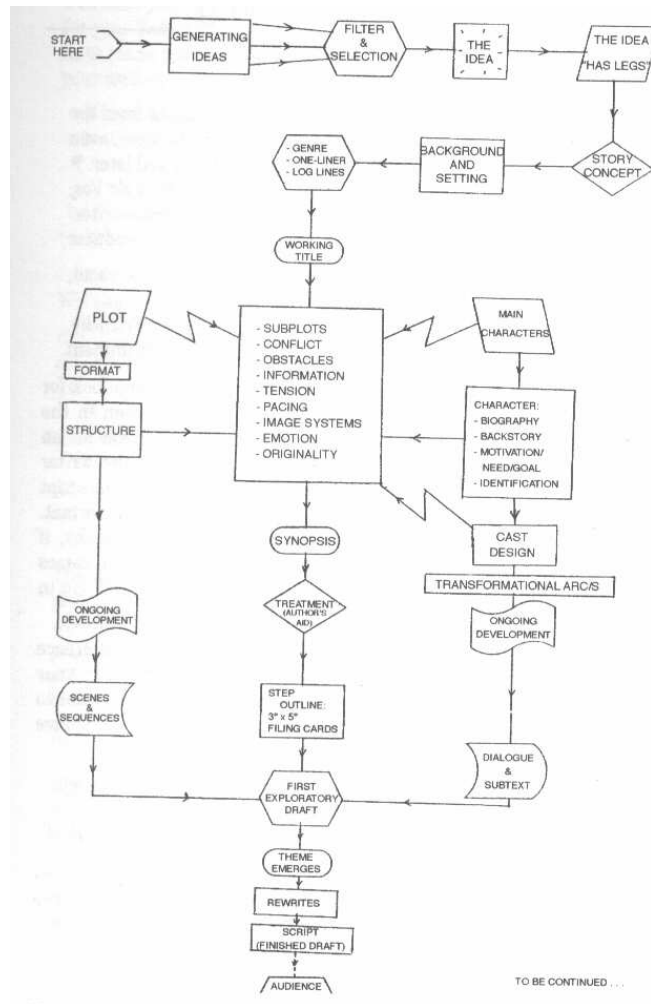 START
HERE
GENERATING
IDEAS
FILTER
&
SELECTION
THE
IDEA
THE IDEA
"HAS LEGS"
- GENRE
- ONE-LINER
- LOG LINES
BACKGROUND
AND
SETTING
STORY
CONCEPT
WORKING
TITLE
PLOT
FORMAT
STRUCTURE
- SUBPLOTS
- CONFLICT
- OBSTACLES
- INFORMATION
- TENSION
- PACING
- IMAGE SYSTEMS
- EMOTION
- ORIGINALITY
MAIN
CHARACTERS
CHARACTER:
- BIOGRAPHY
- BACKSTORY
- MOTIVATION/
NEED/GOAL
- IDENTIFICATION
SYNOPSIS
CAST
DESIGN
TRANSFORMATIONAL ARC/S
ONGOING
DEVELOPMENT
TREATMENT
(AUTHOR'S
AID)
ONGOING
DEVELOPMENT
SCENES
&
SEQUENCES
STEP
OUTLINE:
3" x 5"
FILING CARDS
DIALOGUE
&
SUBTEXT
FIRST
EXPLORATORY
DRAFT
THEME
EMERGES
REWRITES
SCRIPT
(FINISHED DRAFT)
AUDIENCE
TO BE CONTINUED . . .